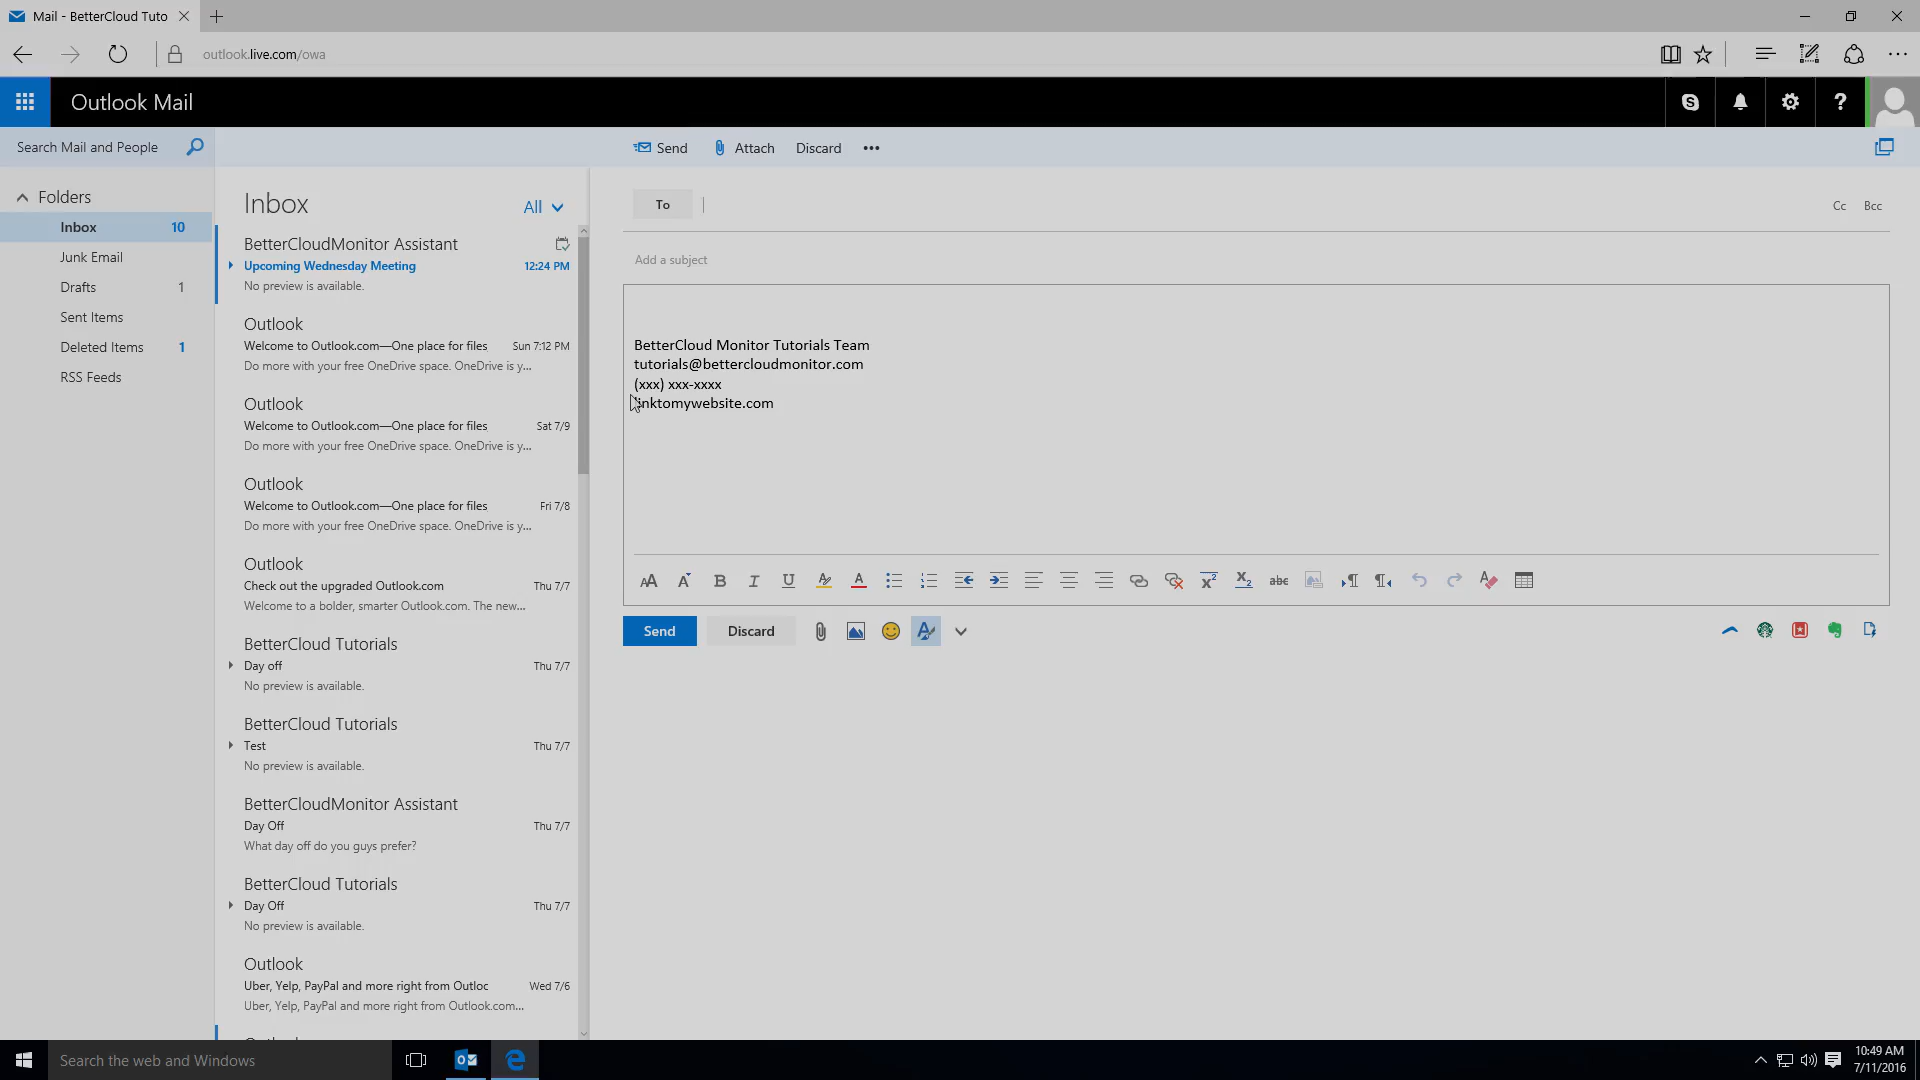 Mail - BetterCloud Tuto
outlook.live.com/owa
Outlook Mail
Search Mail and People
Send
Attach
Discard
Folders
Inbox 10
Junk Email
Drafts 1
Sent Items
Deleted Items 1
RSS Feeds
Inbox
All
BetterCloudMonitor Assistant
Upcoming Wednesday Meeting 12:24 PM
No preview is available.
Outlook
Welcome to Outlook.com—One place for files Sun 7:12 PM
Do more with your free OneDrive space. OneDrive is y...
Outlook
Welcome to Outlook.com—One place for files Sat 7/9
Do more with your free OneDrive space. OneDrive is y...
Outlook
Welcome to Outlook.com—One place for files Fri 7/8
Do more with your free OneDrive space. OneDrive is y...
Outlook
Check out the upgraded Outlook.com Thu 7/7
Welcome to a bolder, smarter Outlook.com. The new...
BetterCloud Tutorials
Day off Thu 7/7
No preview is available.
BetterCloud Tutorials
Test Thu 7/7
No preview is available.
BetterCloudMonitor Assistant
Day Off Thu 7/7
What day off do you guys prefer?
BetterCloud Tutorials
Day Off Thu 7/7
No preview is available.
Outlook
Uber, Yelp, PayPal and more right from Outloc Wed 7/6
Uber, Yelp, PayPal and more right from Outlook.com...
To
Cc Bcc
Add a subject
BetterCloud Monitor Tutorials Team
tutorials@bettercloudmonitor.com
(xxx) xxx-xxxx
linktomywebsite.com
abc
Send
Discard
Search the web and Windows
10:49 AM
7/11/2016